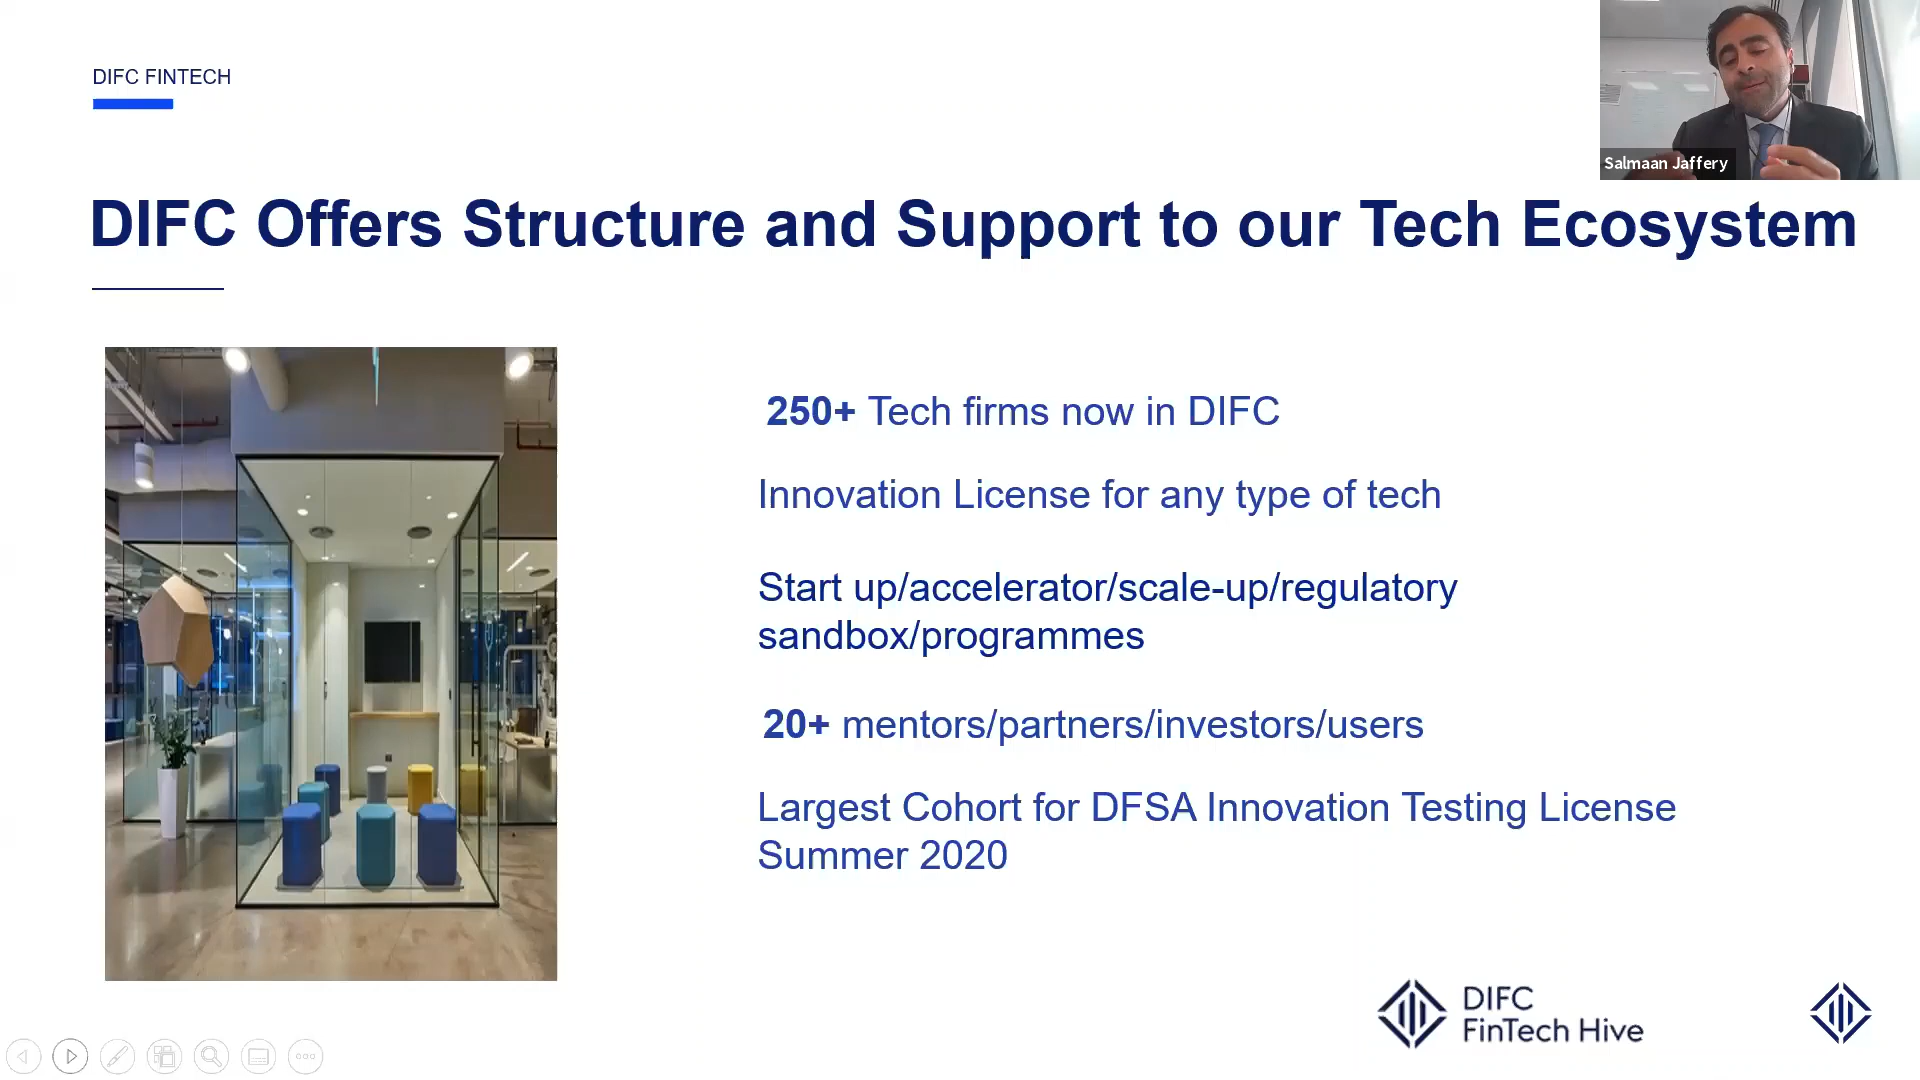 DIFC FINTECH
Salmaan Jaffery
DIFC Offers Structure and Support to our Tech Ecosystem
250+ Tech firms now in DIFC
Innovation License for any type of tech
Start up/accelerator/scale-up/regulatory
sandbox/programmes
20+ mentors/partners/investors/users
Largest Cohort for DFSA Innovation Testing License
Summer 2020
DIFC
FinTech Hive